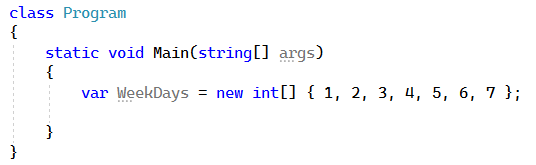 class Program
{
    static void Main(string[] args)
    {
        var WeekDays = new int[] { 1, 2, 3, 4, 5, 6, 7 };
    }
}